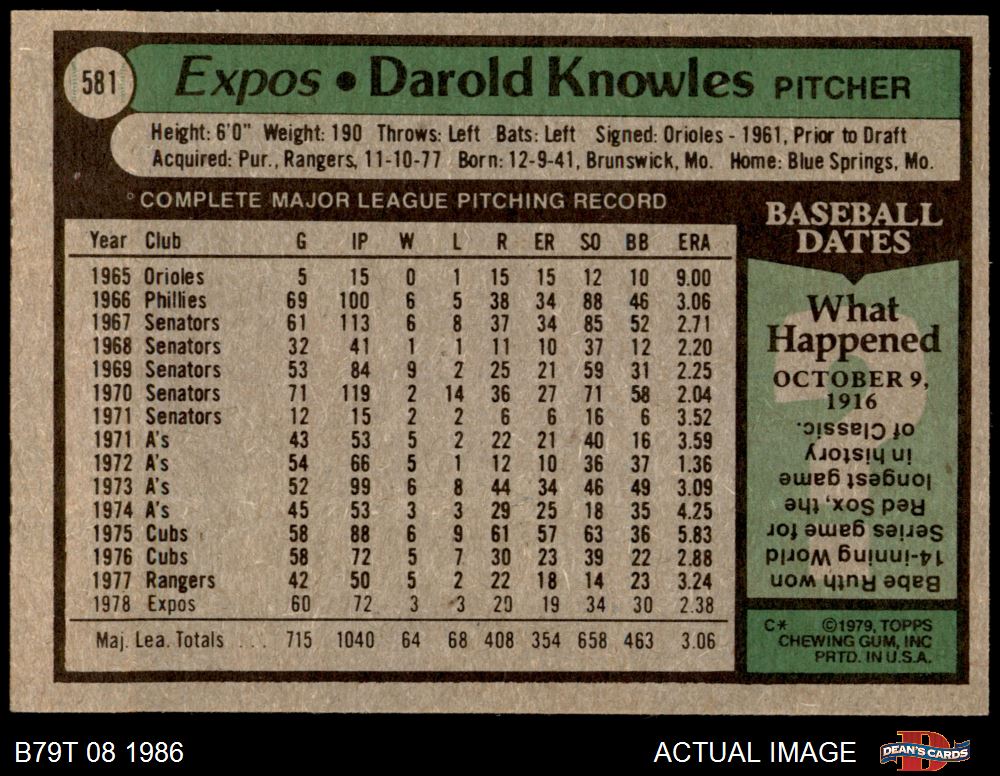 581
Expos • Darold Knowles PITCHER
Height: 6'0" Weight: 190 Throws: Left Bats: Left Signed: Orioles - 1961, Prior to Draft
Acquired: Pur., Rangers, 11-10-77 Born: 12-9-41, Brunswick, Mo. Home: Blue Springs, Mo.
° COMPLETE MAJOR LEAGUE PITCHING RECORD
Year Club G IP W L R ER SO BB ERA
1965 Orioles 5 15 0 1 15 15 12 10 9.00
1966 Phillies 69 100 6 5 38 34 88 46 3.06
1967 Senators 61 113 6 8 37 34 85 52 2.71
1968 Senators 32 41 1 1 11 10 37 12 2.20
1969 Senators 53 84 9 2 25 21 59 31 2.25
1970 Senators 71 119 2 14 36 27 71 58 2.04
1971 Senators 12 15 2 2 6 6 16 6 3.52
1971 A's 43 53 5 2 22 21 40 16 3.59
1972 A's 54 66 5 1 12 10 36 37 1.36
1973 A's 52 99 6 8 44 34 46 49 3.09
1974 A's 45 53 3 3 29 25 18 35 4.25
1975 Cubs 58 88 6 9 61 57 63 36 5.83
1976 Cubs 58 72 5 7 30 23 39 22 2.88
1977 Rangers 42 50 5 2 22 18 14 23 3.24
1978 Expos 60 72 3 3 20 19 34 30 2.38
Maj. Lea. Totals . . . 715 1040 64 68 408 354 658 463 3.06
BASEBALL
DATES
What
Happened
OCTOBER 9,
1916
Babe Ruth won
14-inning World
Series game for
Red Sox, the
longest game
in history
of Classic.
C* ©1979, TOPPS
CHEWING GUM, INC
PRTD. IN U.S.A.
B79T 08 1986
ACTUAL IMAGE
DEAN'S CARDS